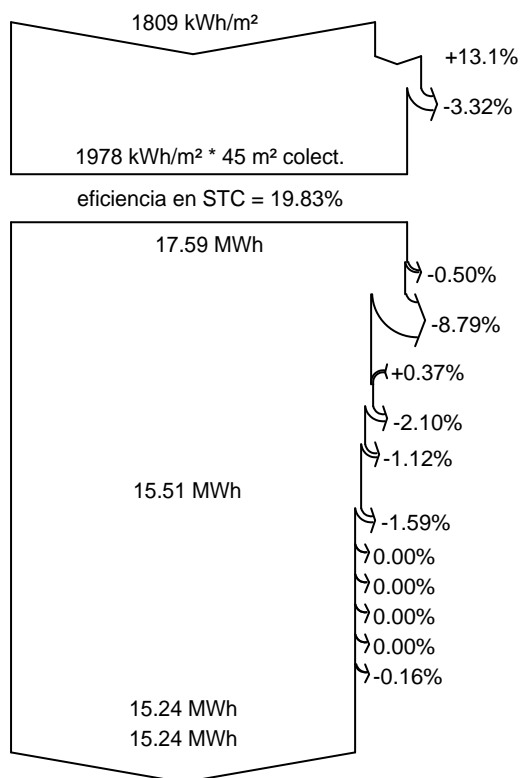 1809 kWh/m²
+13.1%
-3.32%
1978 kWh/m² * 45 m² colect.
eficiencia en STC = 19.83%
17.59 MWh
-0.50%
-8.79%
+0.37%
-2.10%
-1.12%
15.51 MWh
-1.59%
0.00%
0.00%
0.00%
0.00%
-0.16%
15.24 MWh
15.24 MWh